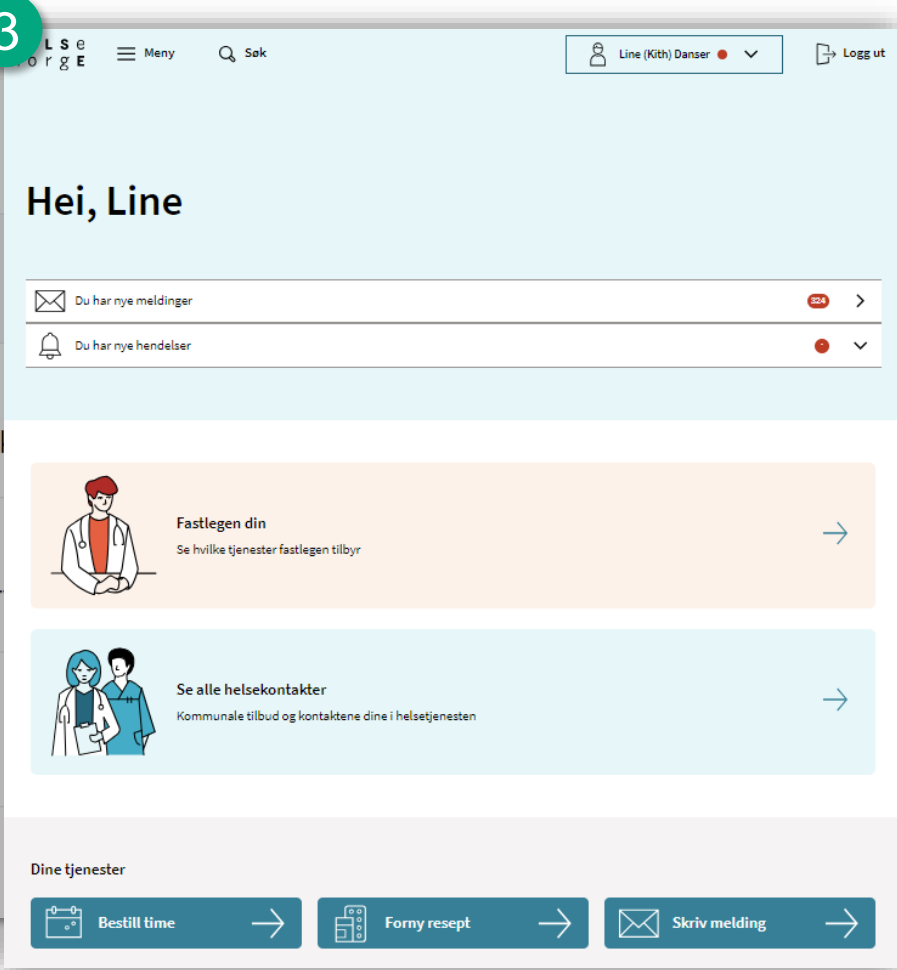 3
L S e
o r g E
Meny
Søk
Line (Kith) Danser
Logg ut
Hei, Line
Du har nye meldinger
324
Du har nye hendelser
Fastlegen din
Se hvilke tjenester fastlegen tilbyr
Se alle helsekontakter
Kommunale tilbud og kontaktene dine i helsetjenesten
Dine tjenester
Bestill time
Forny resept
Skriv melding